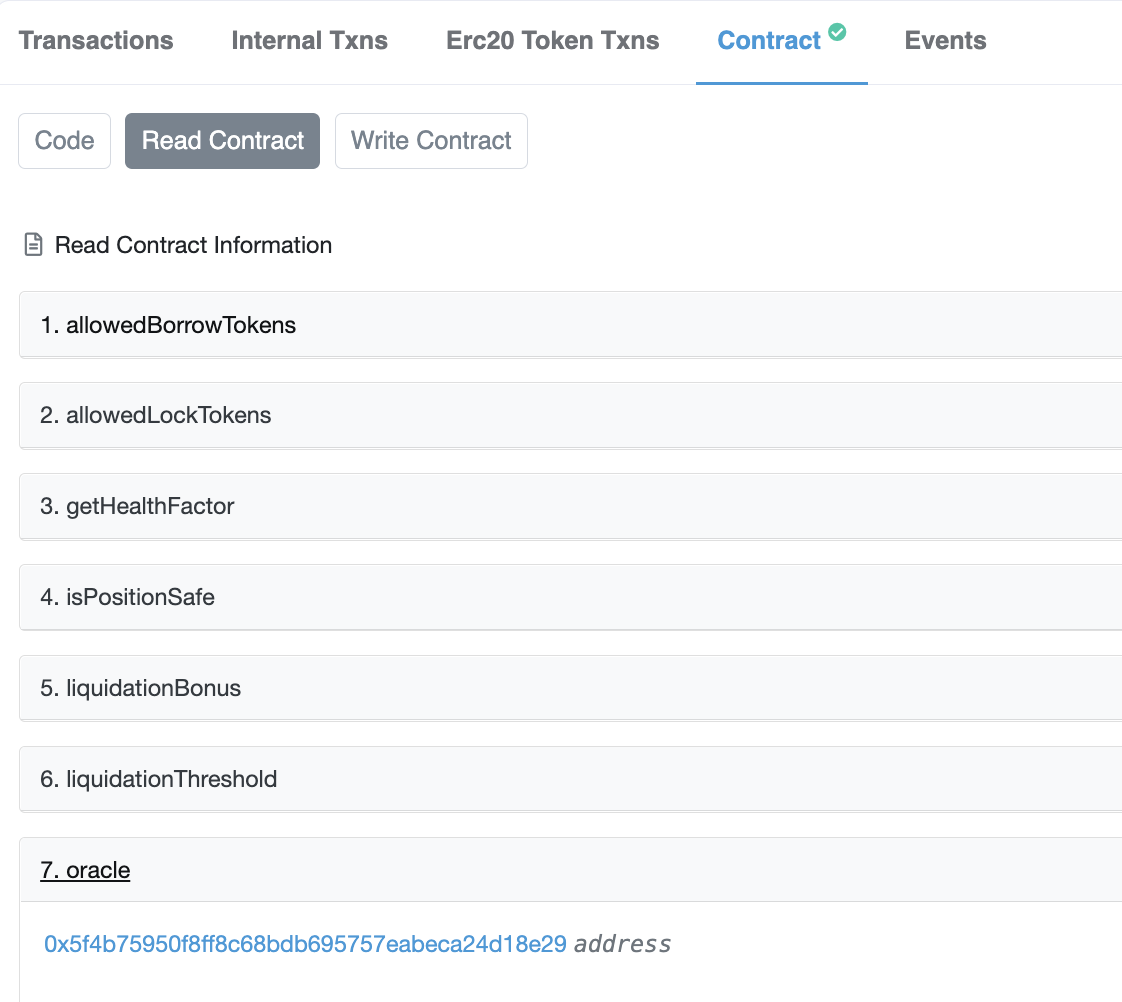 Transactions Internal Txns Erc20 Token Txns Contract Events
Code Read Contract Write Contract
Read Contract Information
1. allowedBorrowTokens
2. allowedLockTokens
3. getHealthFactor
4. isPositionSafe
5. liquidationBonus
6. liquidationThreshold
7. oracle
0x5f4b75950f8ff8c68bdb695757eabeca24d18e29 address